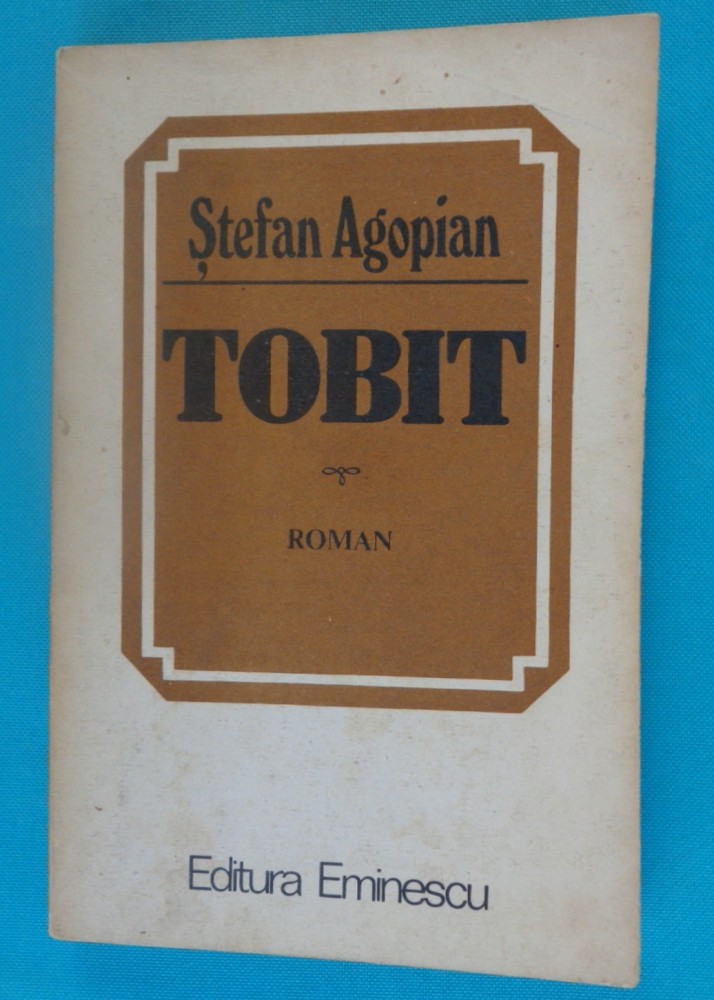 Ștefan Agopian
TOBIT
ROMAN
Editura Eminescu